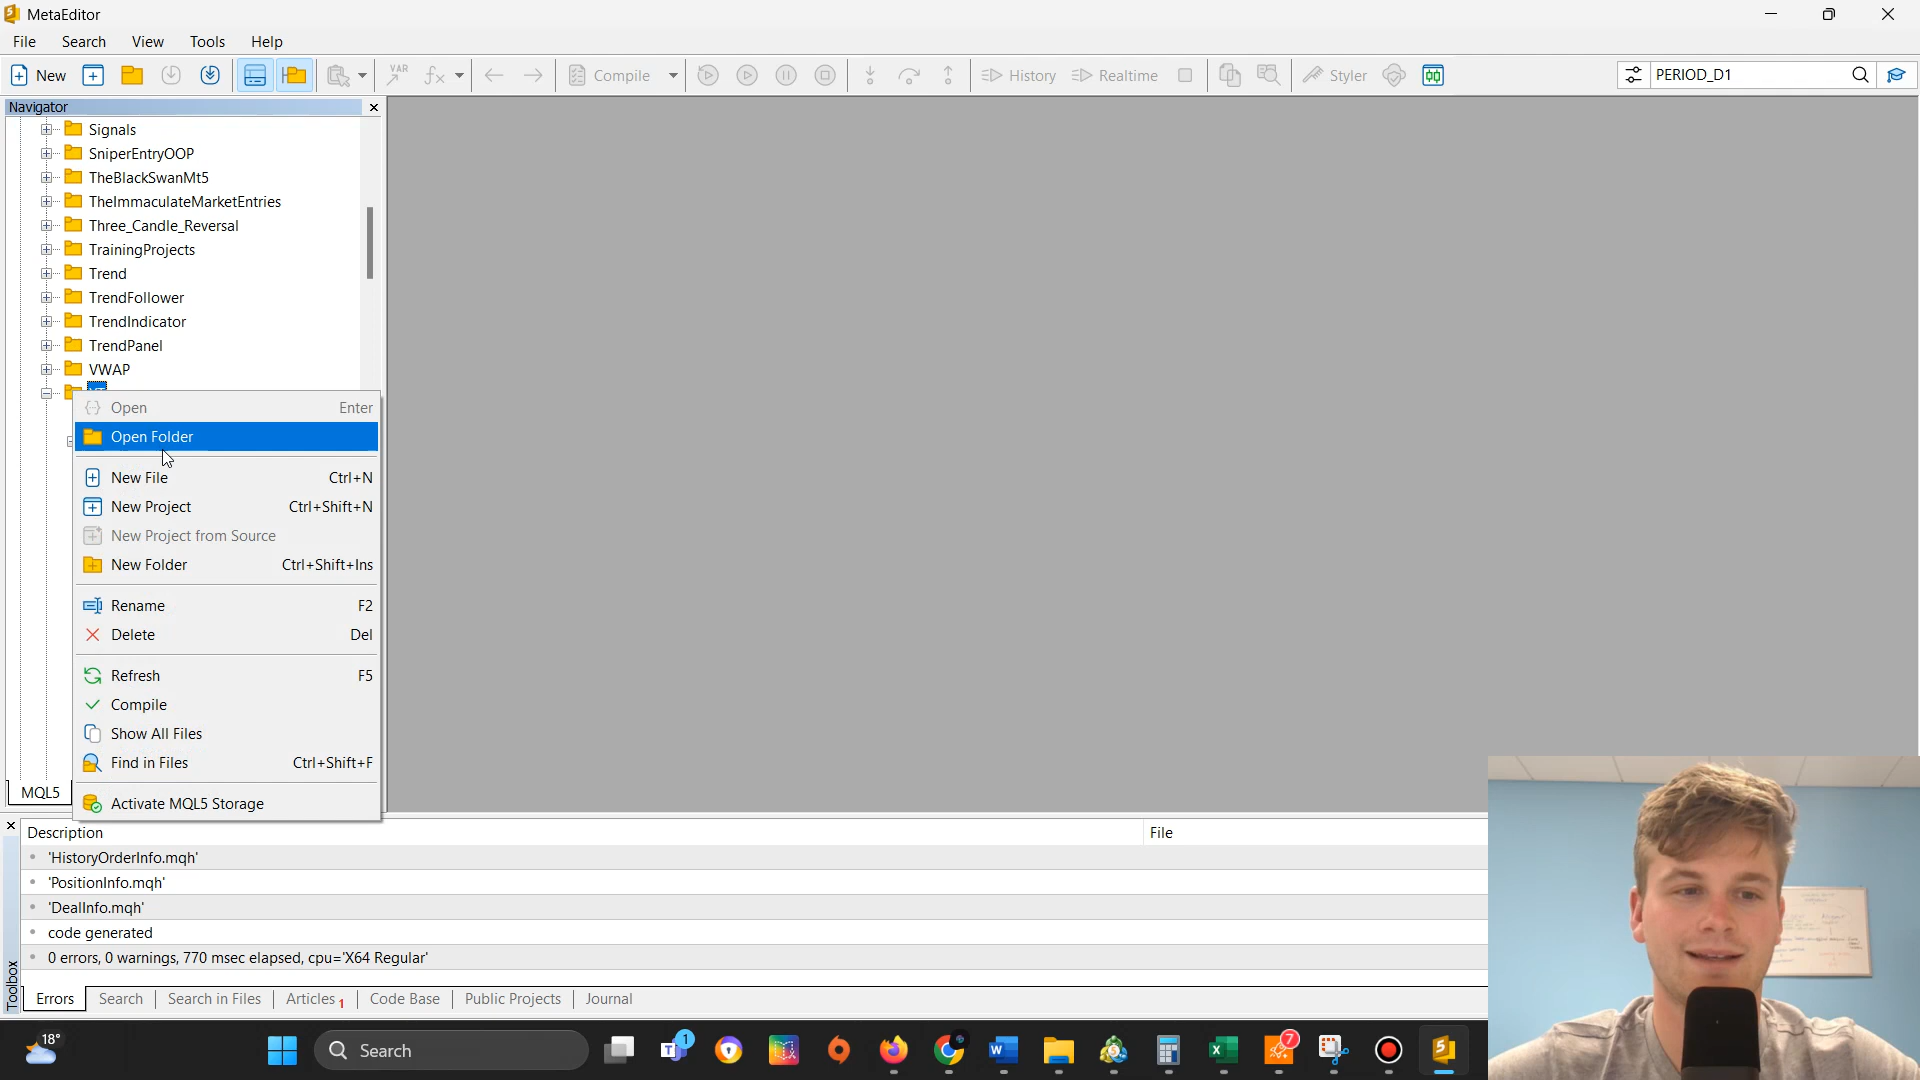 MetaEditor
File Search View Tools Help
New Compile History Realtime Styler PERIOD_D1
Navigator
Signals
SniperEntryOOP
TheBlackSwanMt5
TheImmaculateMarketEntries
Three_Candle_Reversal
TrainingProjects
Trend
TrendFollower
TrendIndicator
TrendPanel
VWAP
Open Enter
Open Folder
New File Ctrl+N
New Project Ctrl+Shift+N
New Project from Source
New Folder Ctrl+Shift+Ins
Rename F2
Delete Del
Refresh F5
Compile
Show All Files
Find in Files Ctrl+Shift+F
Activate MQL5 Storage
MQL5
Description File
'HistoryOrderInfo.mqh'
'PositionInfo.mqh'
'DealInfo.mqh'
code generated
0 errors, 0 warnings, 770 msec elapsed, cpu='X64 Regular'
Toolbox
Errors Search Search in Files Articles 1 Code Base Public Projects Journal
18° Search 1 7